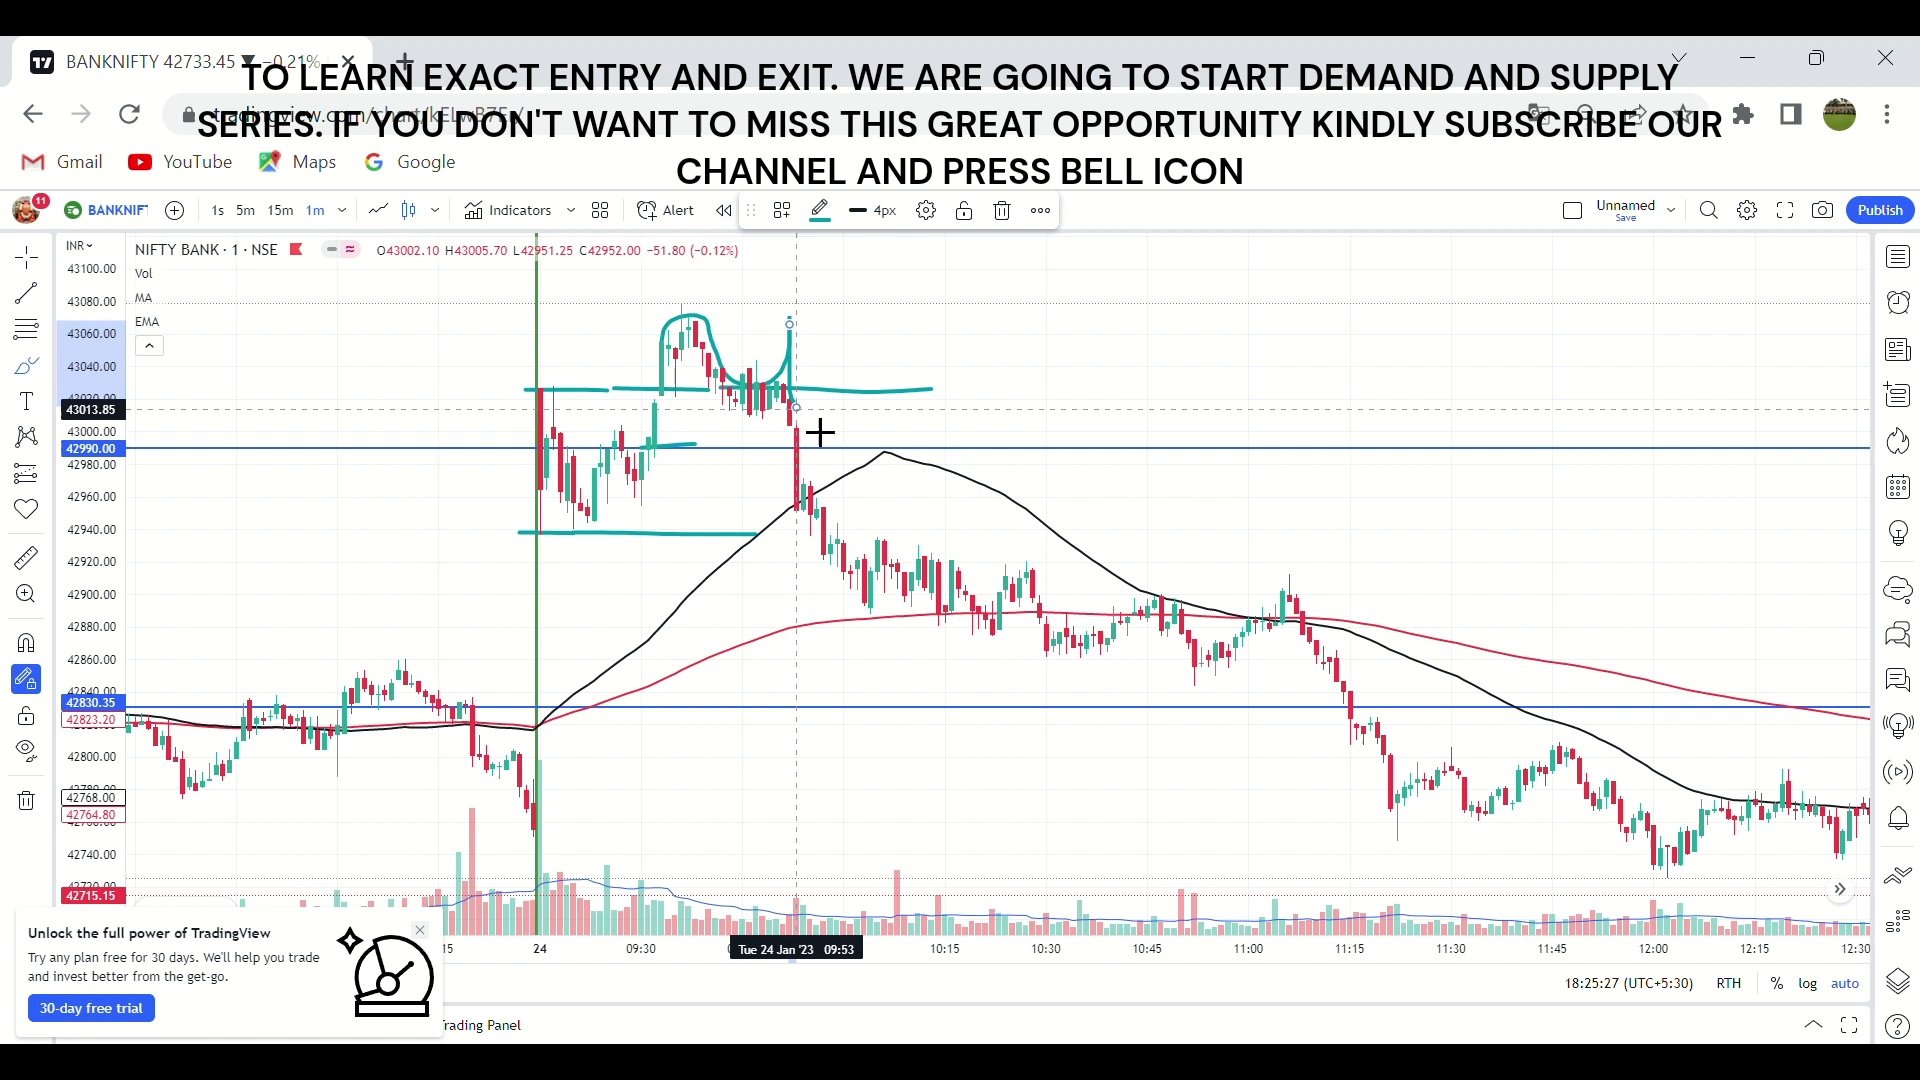 BANKNIFTY 42733.45 ▼ −0.21%
TO LEARN EXACT ENTRY AND EXIT. WE ARE GOING TO START DEMAND AND SUPPLY
SERIES. IF YOU DON'T WANT TO MISS THIS GREAT OPPORTUNITY KINDLY SUBSCRIBE OUR
CHANNEL AND PRESS BELL ICON
Gmail YouTube Maps Google
11 BANKNIFT 1s 5m 15m 1m Indicators Alert 4px Unnamed Save Publish
INR NIFTY BANK · 1 · NSE O43002.10 H43005.70 L42951.25 C42952.00 −51.80 (−0.12%)
Vol
MA
EMA
43100.00
43080.00
43060.00
43040.00
43013.85
43000.00
42990.00
42980.00
42960.00
42940.00
42920.00
42900.00
42880.00
42860.00
42840.00
42830.35
42823.20
42800.00
42768.00
42764.80
42740.00
42715.15
15 24 09:30 Tue 24 Jan '23 09:53 10:15 10:30 10:45 11:00 11:15 11:30 11:45 12:00 12:15 12:30
Unlock the full power of TradingView
Try any plan free for 30 days. We'll help you trade
and invest better from the get-go.
30-day free trial
18:25:27 (UTC+5:30) RTH % log auto
rading Panel